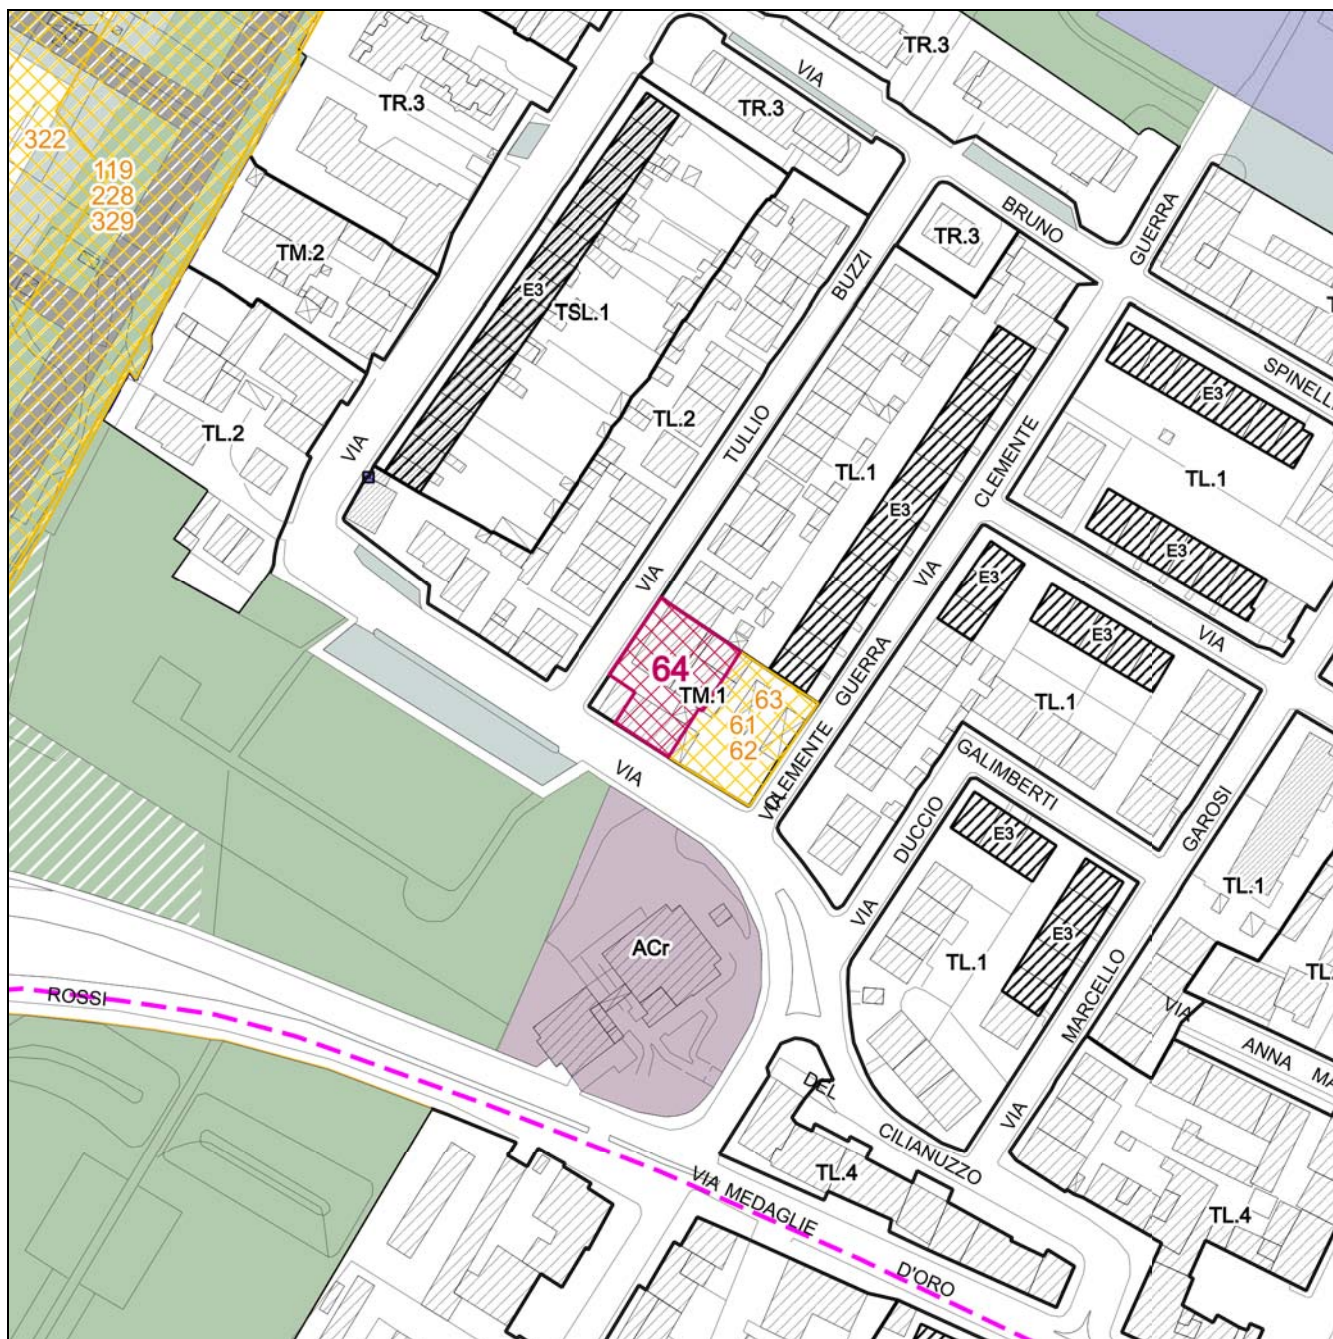 TR.3
VIA
TR.3
TR.3
322
119
228
329
TM.2
BRUNO
GUERRA
TR.3
BUZZI
E3
TSL.1
SPINELL
E3
TL.2
TL.2
TULLIO
VIA
TL.1
CLEMENTE
TL.1
E3
E3
VIA
E3
VIA
E3
VIA
64
TM.1
63
61
62
GUERRA
TL.1
VIA
CLEMENTE
VIA
GALIMBERTI
DUCCIO
E3
GAROSI
VIA
TL.1
E3
ACr
TL.1
TL.
MARCELLO
VIA
ROSSI
ANNA MA
DEL
CILIANUZZO
VIA
VIA MEDAGLIE
D'ORO
TL.4
TL.4